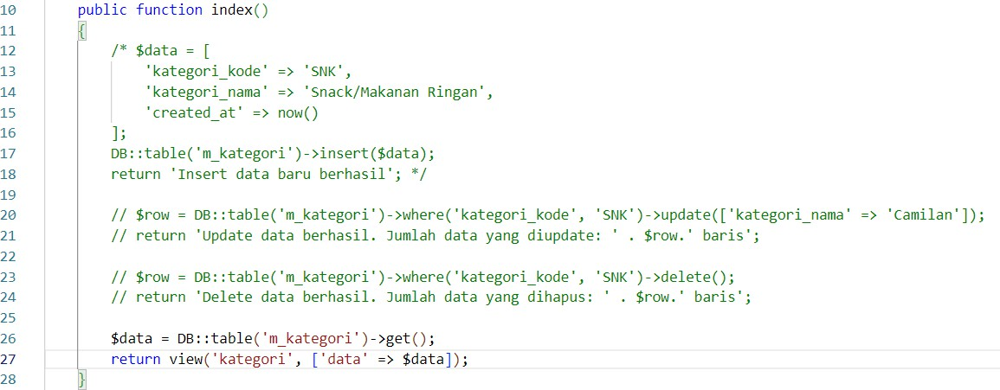 10 public function index()
11 {
12 /* $data = [
13 'kategori_kode' => 'SNK',
14 'kategori_nama' => 'Snack/Makanan Ringan',
15 'created_at' => now()
16 ];
17 DB::table('m_kategori')->insert($data);
18 return 'Insert data baru berhasil'; */
19
20 // $row = DB::table('m_kategori')->where('kategori_kode', 'SNK')->update(['kategori_nama' => 'Camilan']);
21 // return 'Update data berhasil. Jumlah data yang diupdate: ' . $row.' baris';
22
23 // $row = DB::table('m_kategori')->where('kategori_kode', 'SNK')->delete();
24 // return 'Delete data berhasil. Jumlah data yang dihapus: ' . $row.' baris';
25
26 $data = DB::table('m_kategori')->get();
27 return view('kategori', ['data' => $data]);
28 }